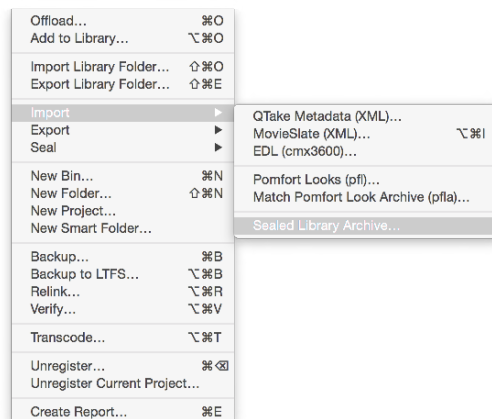 Offload… ⌘O
Add to Library… ⌥⌘O
Import Library Folder… ⇧⌘O
Export Library Folder… ⇧⌘E
Import ▶
Export ▶
Seal ▶
New Bin… ⌘N
New Folder… ⇧⌘N
New Project…
New Smart Folder…
Backup… ⌘B
Backup to LTFS… ⌥⌘B
Relink… ⌥⌘R
Verify… ⌥⌘V
Transcode… ⌥⌘T
Unregister… ⌘⌫
Unregister Current Project…
Create Report… ⌘E
QTake Metadata (XML)…
MovieSlate (XML)… ⌥⌘I
EDL (cmx3600)…
Pomfort Looks (pfl)…
Match Pomfort Look Archive (pfla)…
Sealed Library Archive…